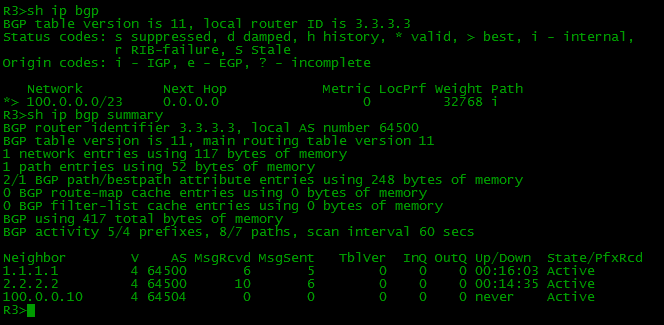 R3>sh ip bgp
BGP table version is 11, local router ID is 3.3.3.3
Status codes: s suppressed, d damped, h history, * valid, > best, i - internal,
              r RIB-failure, S Stale
Origin codes: i - IGP, e - EGP, ? - incomplete

   Network          Next Hop            Metric LocPrf Weight Path
*> 100.0.0.0/23     0.0.0.0                  0         32768 i
R3>sh ip bgp summary
BGP router identifier 3.3.3.3, local AS number 64500
BGP table version is 11, main routing table version 11
1 network entries using 117 bytes of memory
1 path entries using 52 bytes of memory
2/1 BGP path/bestpath attribute entries using 248 bytes of memory
0 BGP route-map cache entries using 0 bytes of memory
0 BGP filter-list cache entries using 0 bytes of memory
BGP using 417 total bytes of memory
BGP activity 5/4 prefixes, 8/7 paths, scan interval 60 secs

Neighbor        V    AS MsgRcvd MsgSent   TblVer  InQ OutQ Up/Down  State/PfxRcd
1.1.1.1         4 64500       6       5        0    0    0 00:16:03 Active
2.2.2.2         4 64500      10       6        0    0    0 00:14:35 Active
100.0.0.10      4 64504       0       0        0    0    0 never    Active
R3>